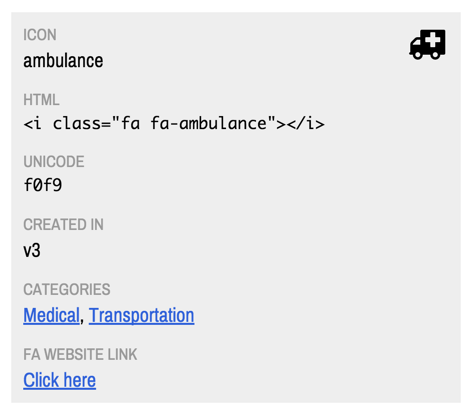 ICON
ambulance
HTML
<i class="fa fa-ambulance"></i>
UNICODE
f0f9
CREATED IN
v3
CATEGORIES
Medical, Transportation
FA WEBSITE LINK
Click here